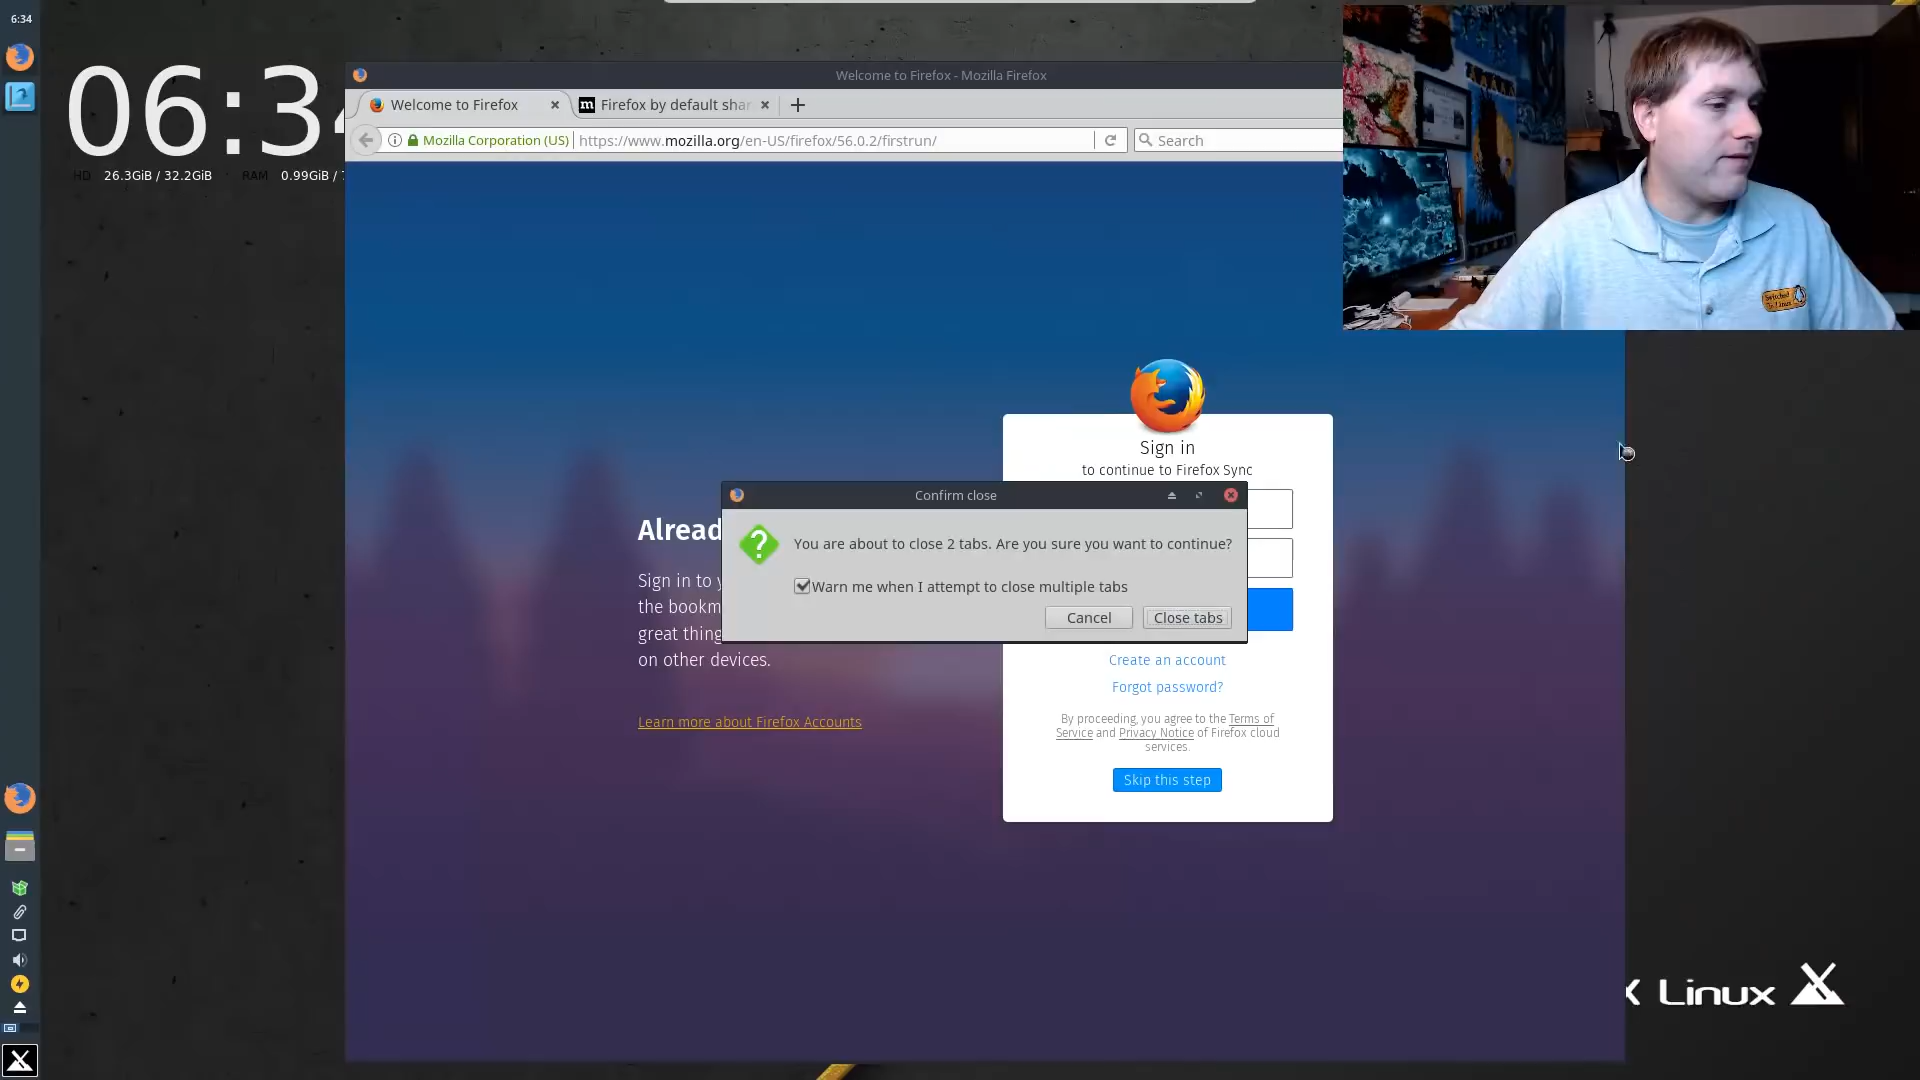 6:34
06:34
HD 26.3GiB / 32.2GiB RAM 0.99GiB /
Welcome to Firefox - Mozilla Firefox
Welcome to Firefox
Firefox by default shar
Mozilla Corporation (US)
https://www.mozilla.org/en-US/firefox/56.0.2/firstrun/
Search
Switched
To Linux
Sign in
to continue to Firefox Sync
Confirm close
You are about to close 2 tabs. Are you sure you want to continue?
Warn me when I attempt to close multiple tabs
Cancel
Close tabs
Alread
Sign in to y
the bookm
great thing
on other devices.
Learn more about Firefox Accounts
Create an account
Forgot password?
By proceeding, you agree to the Terms of
Service and Privacy Notice of Firefox cloud
services.
Skip this step
X Linux